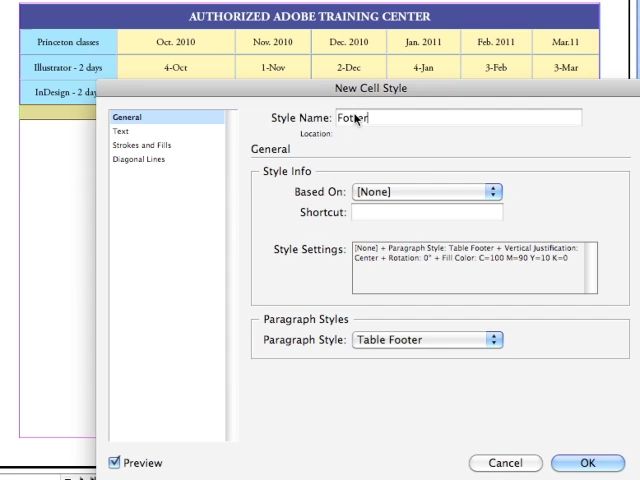 AUTHORIZED ADOBE TRAINING CENTER
Princeton classes Oct. 2010 Nov. 2010 Dec. 2010 Jan. 2011 Feb. 2011 Mar.11
Illustrator - 2 days 4-Oct 1-Nov 2-Dec 4-Jan 3-Feb 3-Mar
InDesign - 2 day
New Cell Style
General
Text
Strokes and Fills
Diagonal Lines
Style Name:
Location:
General
Style Info
Based On: [None]
Shortcut:
Style Settings: [None] + Paragraph Style: Table Footer + Vertical Justification:
Center + Rotation: 0° + Fill Color: C=100 M=90 Y=10 K=0
Paragraph Styles
Paragraph Style: Table Footer
Preview Cancel OK